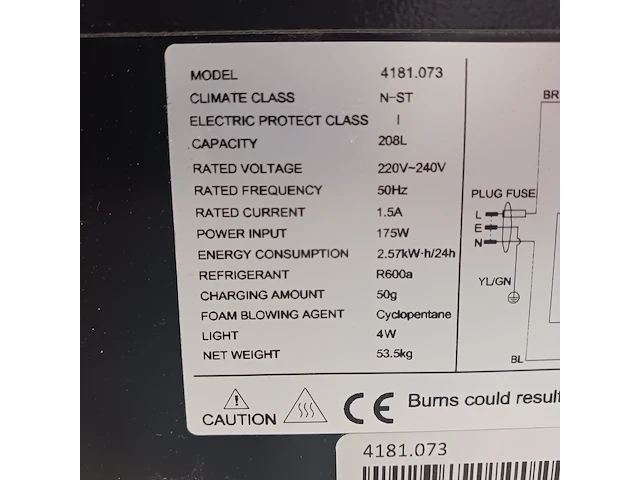 MODEL 4181.073
CLIMATE CLASS N-ST
ELECTRIC PROTECT CLASS I
CAPACITY 208L
RATED VOLTAGE 220V~240V
RATED FREQUENCY 50Hz
RATED CURRENT 1.5A
POWER INPUT 175W
ENERGY CONSUMPTION 2.57kW·h/24h
REFRIGERANT R600a
CHARGING AMOUNT 50g
FOAM BLOWING AGENT Cyclopentane
LIGHT 4W
NET WEIGHT 53.5kg
BR
PLUG FUSE
L
E
N
YL/GN
BL
CAUTION CE Burns could result
4181.073